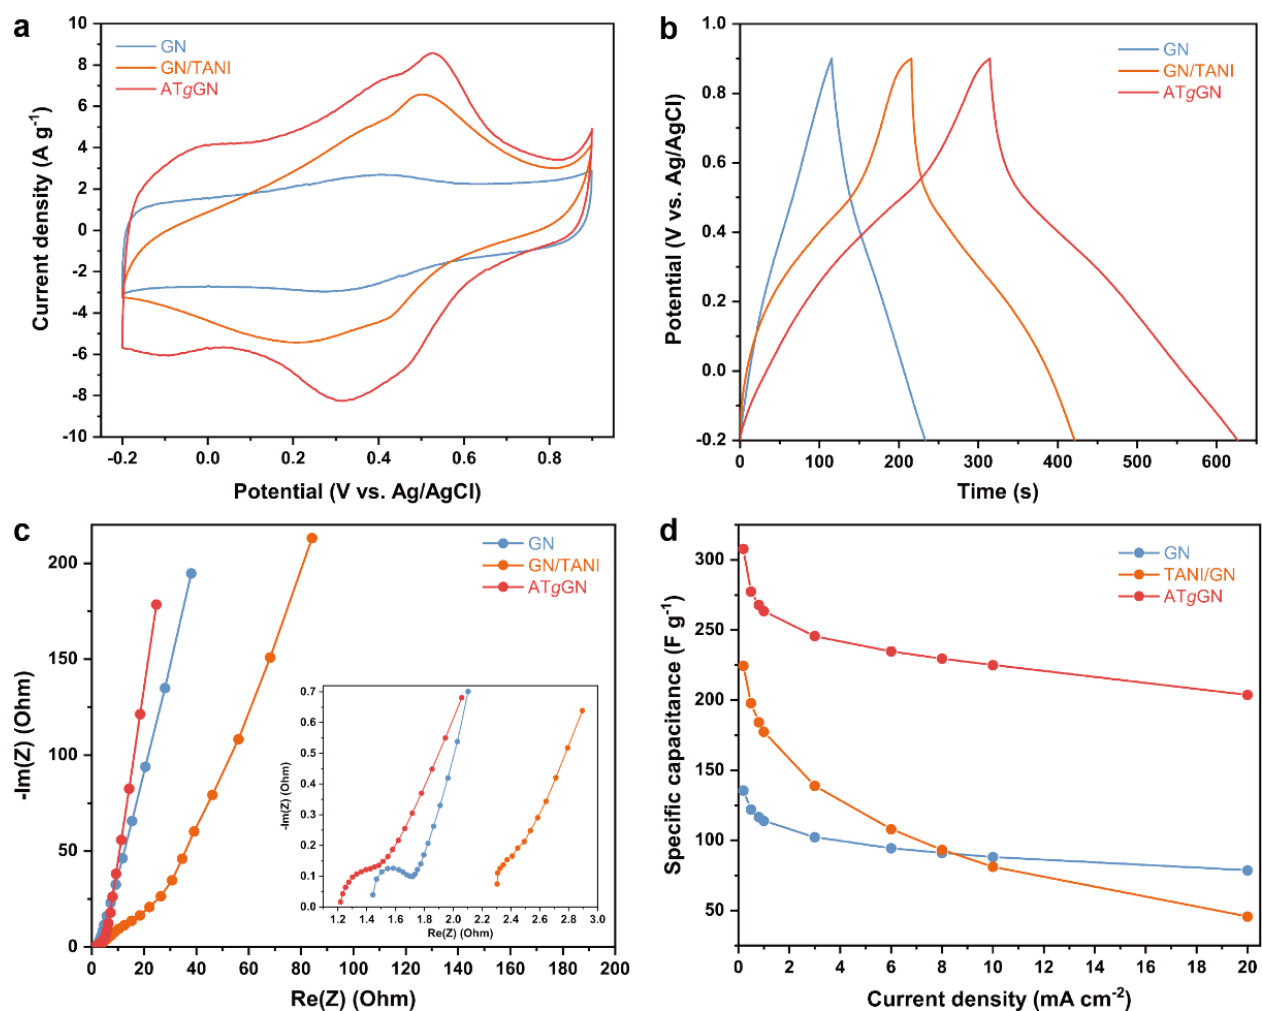 a
10
8
6
4
2
0
-2
-4
-6
-8
-10
Current density (A g-1)
GN
GN/TANI
ATgGN
-0.2 0.0 0.2 0.4 0.6 0.8
Potential (V vs. Ag/AgCl)
b
1.0
0.8
0.6
0.4
0.2
0.0
-0.2
Potential (V vs. Ag/AgCl)
GN
GN/TANI
ATgGN
0 100 200 300 400 500 600
Time (s)
c
200
150
100
50
0
-Im(Z) (Ohm)
GN
GN/TANI
ATgGN
0.7
0.6
0.5
0.4
0.3
0.2
0.1
0.0
-Im(Z) (Ohm)
1.2 1.4 1.6 1.8 2.0 2.2 2.4 2.6 2.8 3.0
Re(Z) (Ohm)
0 20 40 60 80 100 120 140 160 180 200
Re(Z) (Ohm)
d
300
250
200
150
100
50
Specific capacitance (F g-1)
GN
TANI/GN
ATgGN
0 2 4 6 8 10 12 14 16 18 20
Current density (mA cm-2)